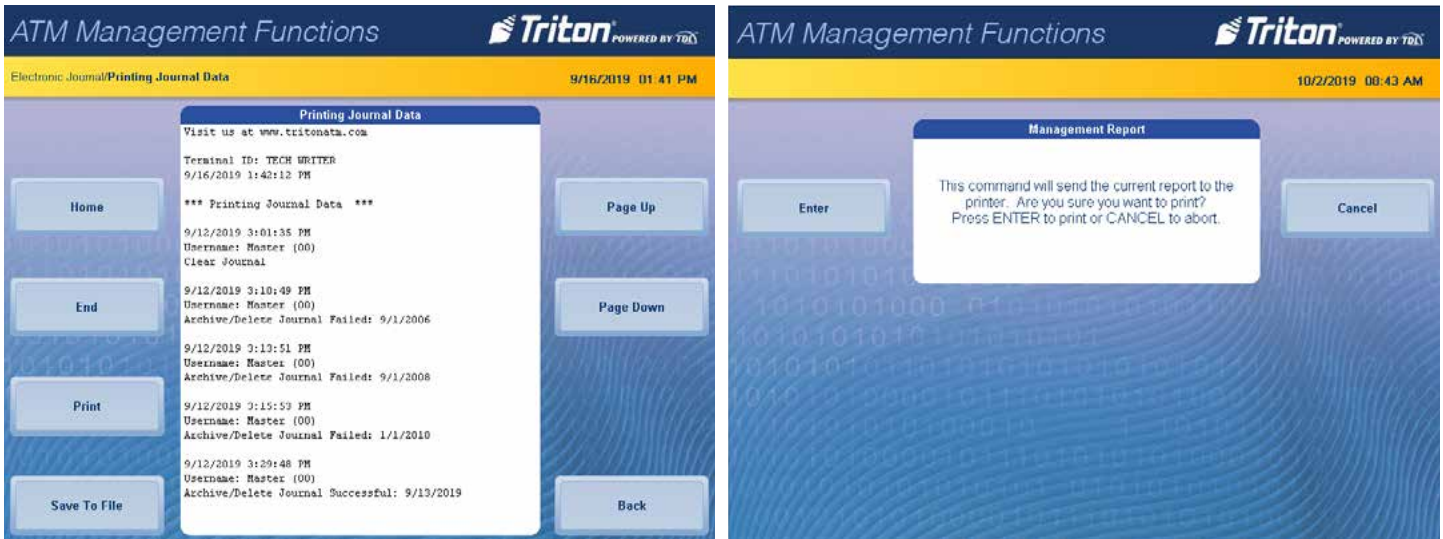 ATM Management Functions
Triton POWERED BY TDL
Electronic Journal/Printing Journal Data
9/16/2019 01:41 PM
Printing Journal Data
Visit us at www.tritonatm.com
Terminal ID: TECH WRITER
9/16/2019 1:42:12 PM
*** Printing Journal Data ***
9/12/2019 3:01:35 PM
Username: Master (00)
Clear Journal
9/12/2019 3:10:49 PM
Username: Master (00)
Archive/Delete Journal Failed: 9/1/2006
9/12/2019 3:13:51 PM
Username: Master (00)
Archive/Delete Journal Failed: 9/1/2008
9/12/2019 3:15:53 PM
Username: Master (00)
Archive/Delete Journal Failed: 1/1/2010
9/12/2019 3:29:48 PM
Username: Master (00)
Archive/Delete Journal Successful: 9/13/2019
Home
End
Print
Save To File
Page Up
Page Down
Back
ATM Management Functions
Triton POWERED BY TDL
10/2/2019 08:43 AM
Management Report
This command will send the current report to the
printer. Are you sure you want to print?
Press ENTER to print or CANCEL to abort.
Enter
Cancel